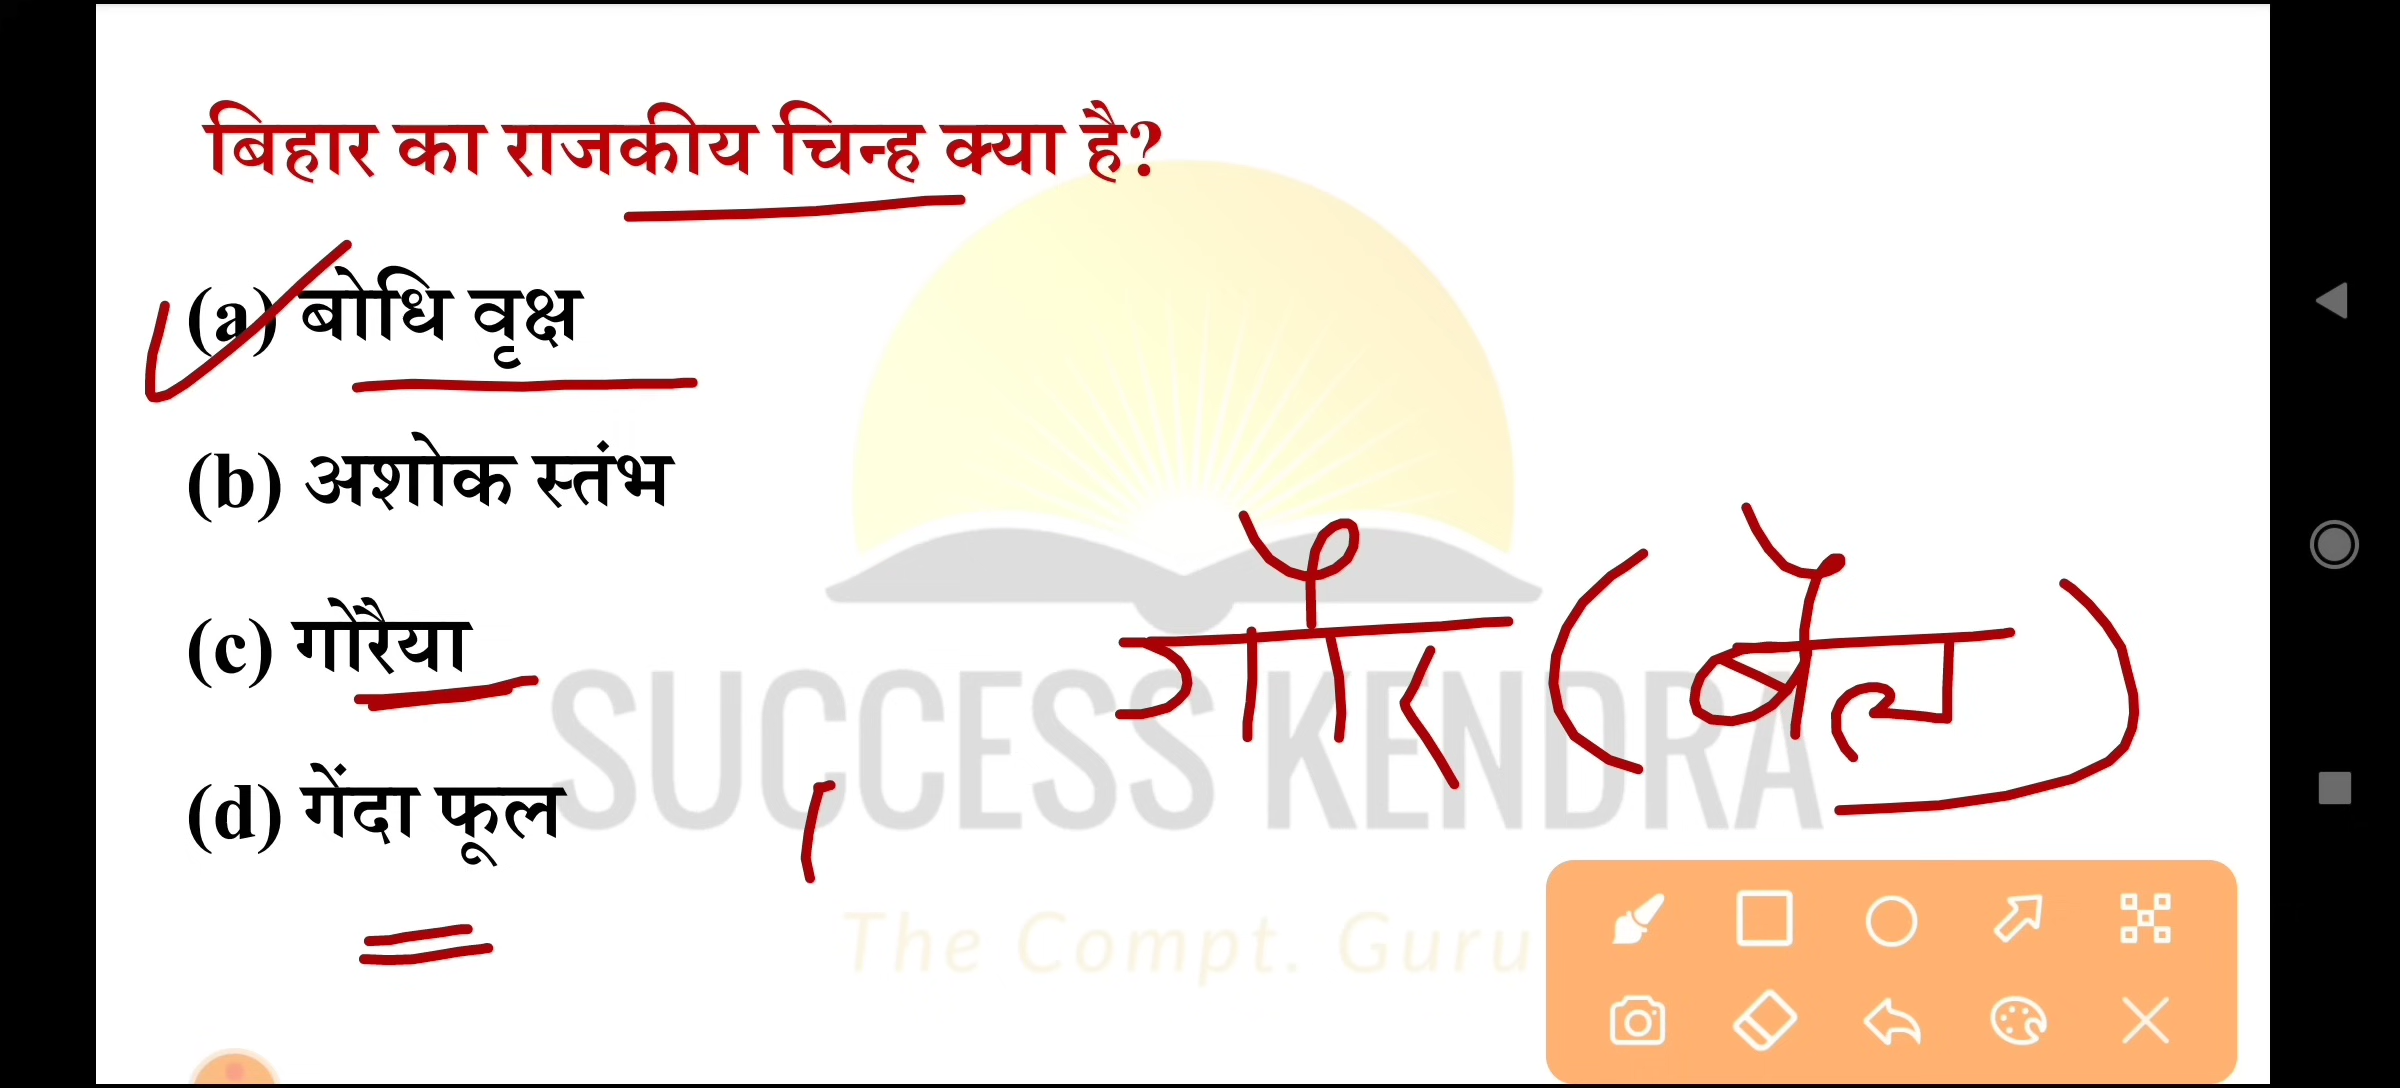 बिहार का राजकीय चिन्ह क्या है?
(a) बोधि वृक्ष
(b) अशोक स्तंभ
(c) गौरैया
(d) गेंदा फूल
गौर (बैल)
SUCCESS KENDRA
The Compt. Guru